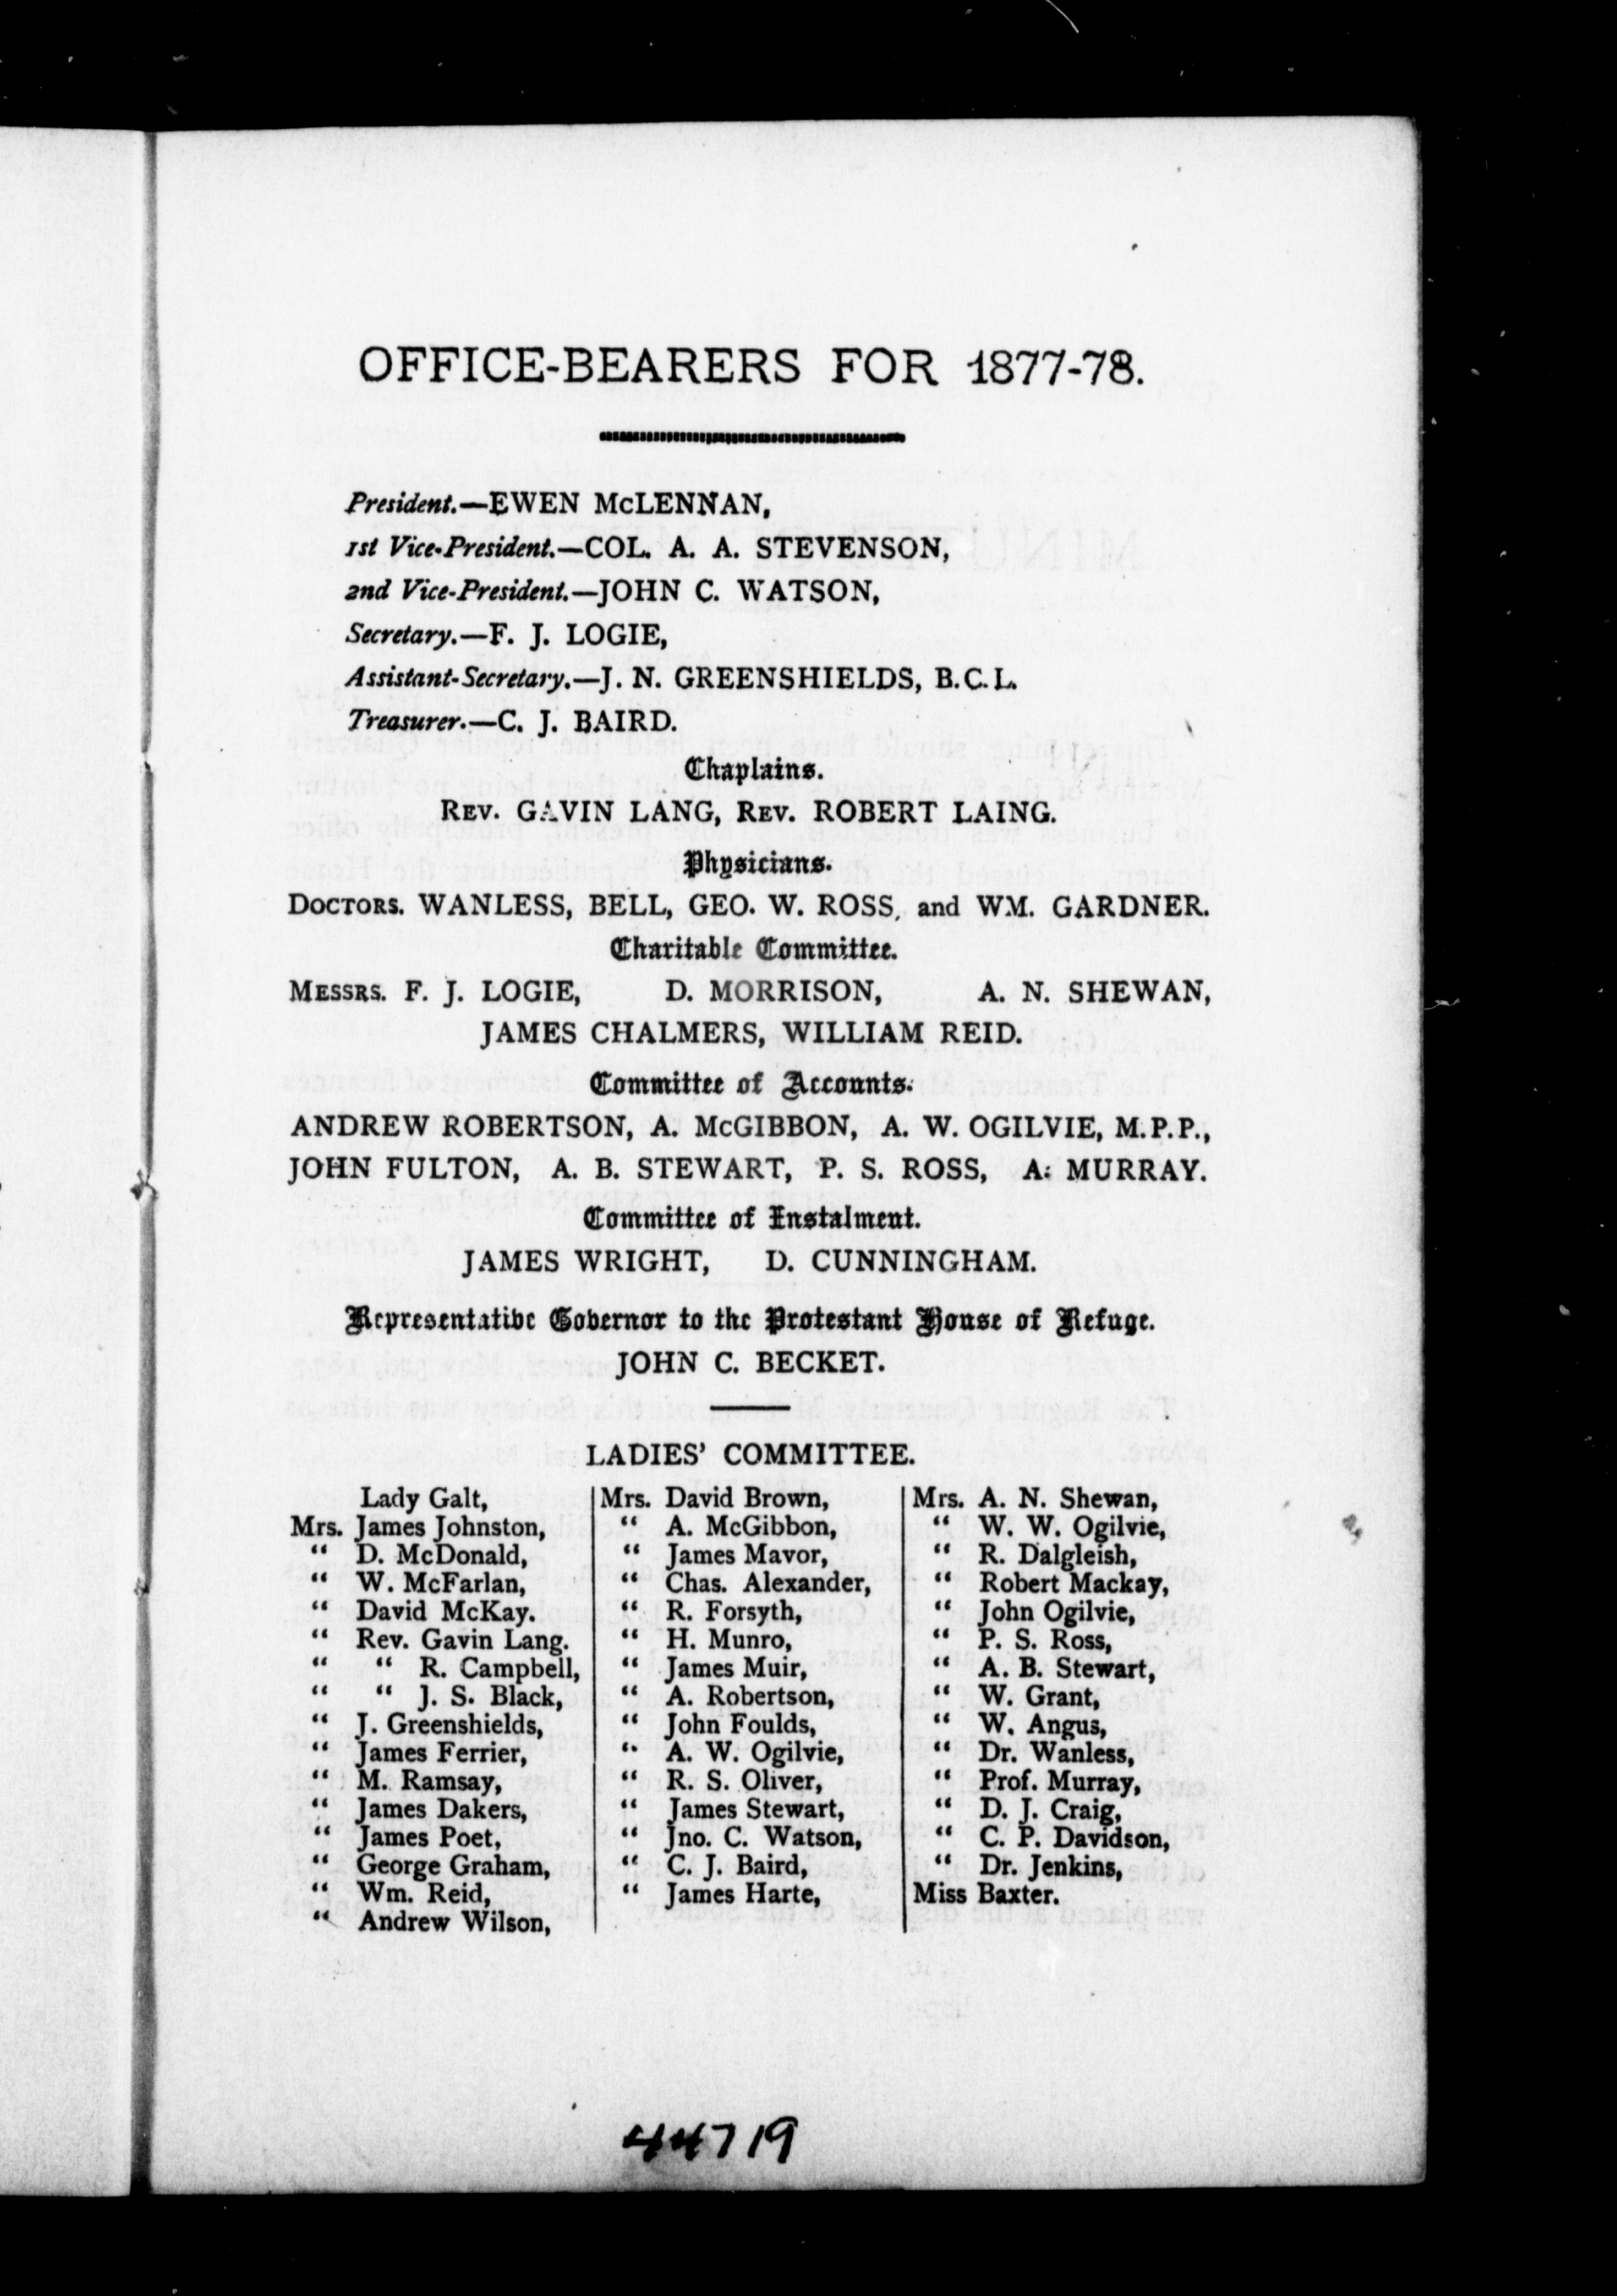 OFFICE-BEARERS FOR 1877-78.
President.—EWEN McLENNAN,
1st Vice-President.—COL. A. A. STEVENSON,
2nd Vice-President.—JOHN C. WATSON,
Secretary.—F. J. LOGIE,
Assistant-Secretary.—J. N. GREENSHIELDS, B.C.L.
Treasurer.—C. J. BAIRD.
Chaplains.
REV. GAVIN LANG, REV. ROBERT LAING.
Physicians.
DOCTORS. WANLESS, BELL, GEO. W. ROSS, and WM. GARDNER.
Charitable Committee.
MESSRS. F. J. LOGIE, D. MORRISON, A. N. SHEWAN,
JAMES CHALMERS, WILLIAM REID.
Committee of Accounts.
ANDREW ROBERTSON, A. McGIBBON, A. W. OGILVIE, M.P.P.,
JOHN FULTON, A. B. STEWART, P. S. ROSS, A. MURRAY.
Committee of Instalment.
JAMES WRIGHT, D. CUNNINGHAM.
Representative Governor to the Protestant House of Refuge.
JOHN C. BECKET.
LADIES' COMMITTEE.
Lady Galt,
Mrs. James Johnston,
“ D. McDonald,
“ W. McFarlan,
“ David McKay.
“ Rev. Gavin Lang.
“ “ R. Campbell,
“ “ J. S. Black,
“ J. Greenshields,
“ James Ferrier,
“ M. Ramsay,
“ James Dakers,
“ James Poet,
“ George Graham,
“ Wm. Reid,
“ Andrew Wilson,
Mrs. David Brown,
“ A. McGibbon,
“ James Mavor,
“ Chas. Alexander,
“ R. Forsyth,
“ H. Munro,
“ James Muir,
“ A. Robertson,
“ John Foulds,
“ A. W. Ogilvie,
“ R. S. Oliver,
“ James Stewart,
“ Jno. C. Watson,
“ C. J. Baird,
“ James Harte,
Mrs. A. N. Shewan,
“ W. W. Ogilvie,
“ R. Dalgleish,
“ Robert Mackay,
“ John Ogilvie,
“ P. S. Ross,
“ A. B. Stewart,
“ W. Grant,
“ W. Angus,
“ Dr. Wanless,
“ Prof. Murray,
“ D. J. Craig,
“ C. P. Davidson,
“ Dr. Jenkins,
Miss Baxter.
44719